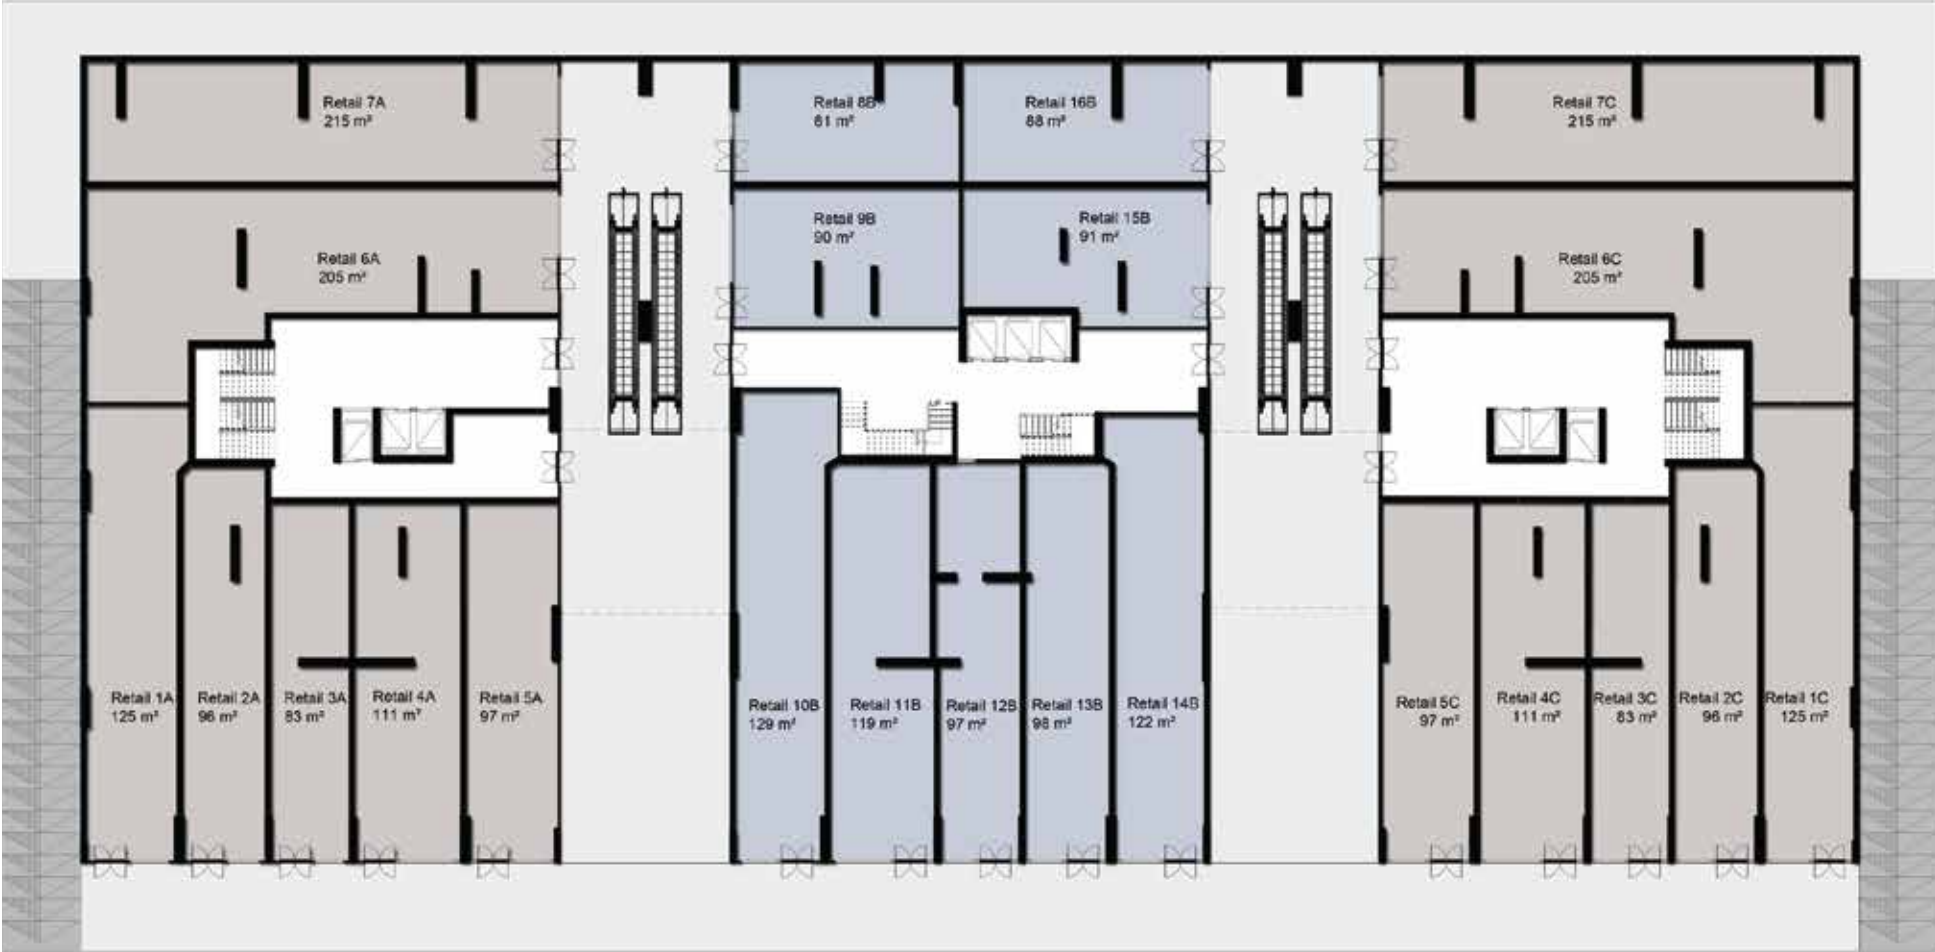 Retail 7A
215 m²
Retail 8B
81 m²
Retail 16B
88 m²
Retail 7C
215 m²
Retail 6A
205 m²
Retail 9B
90 m²
Retail 15B
91 m²
Retail 6C
205 m²
Retail 1A
125 m²
Retail 2A
96 m²
Retail 3A
83 m²
Retail 4A
111 m²
Retail 5A
97 m²
Retail 10B
129 m²
Retail 11B
119 m²
Retail 12B
97 m²
Retail 13B
98 m²
Retail 14B
122 m²
Retail 5C
97 m²
Retail 4C
111 m²
Retail 3C
83 m²
Retail 2C
96 m²
Retail 1C
125 m²